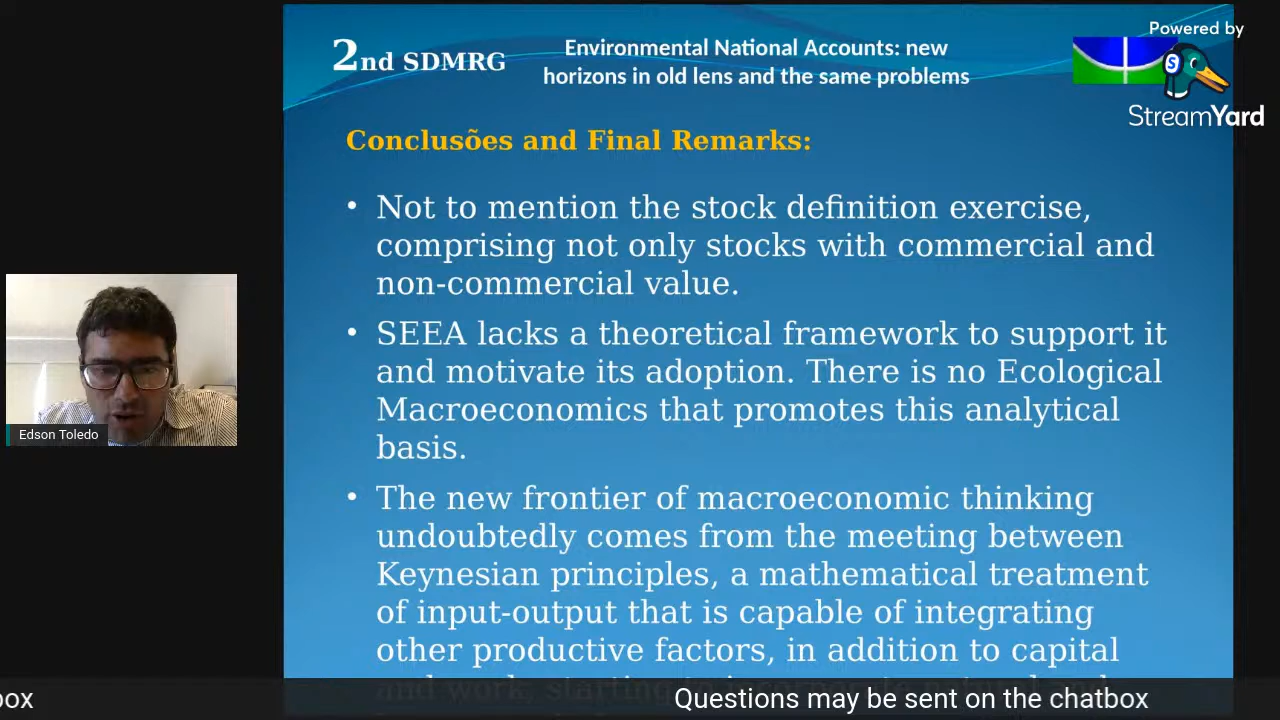 2nd SDMRG
Environmental National Accounts: new
horizons in old lens and the same problems
Powered by
S
StreamYard
Conclusões and Final Remarks:
• Not to mention the stock definition exercise,
comprising not only stocks with commercial and
non-commercial value.
• SEEA lacks a theoretical framework to support it
and motivate its adoption. There is no Ecological
Macroeconomics that promotes this analytical
basis.
• The new frontier of macroeconomic thinking
undoubtedly comes from the meeting between
Keynesian principles, a mathematical treatment
of input-output that is capable of integrating
other productive factors, in addition to capital
and work, starting
Edson Toledo
box
Questions may be sent on the chatbox